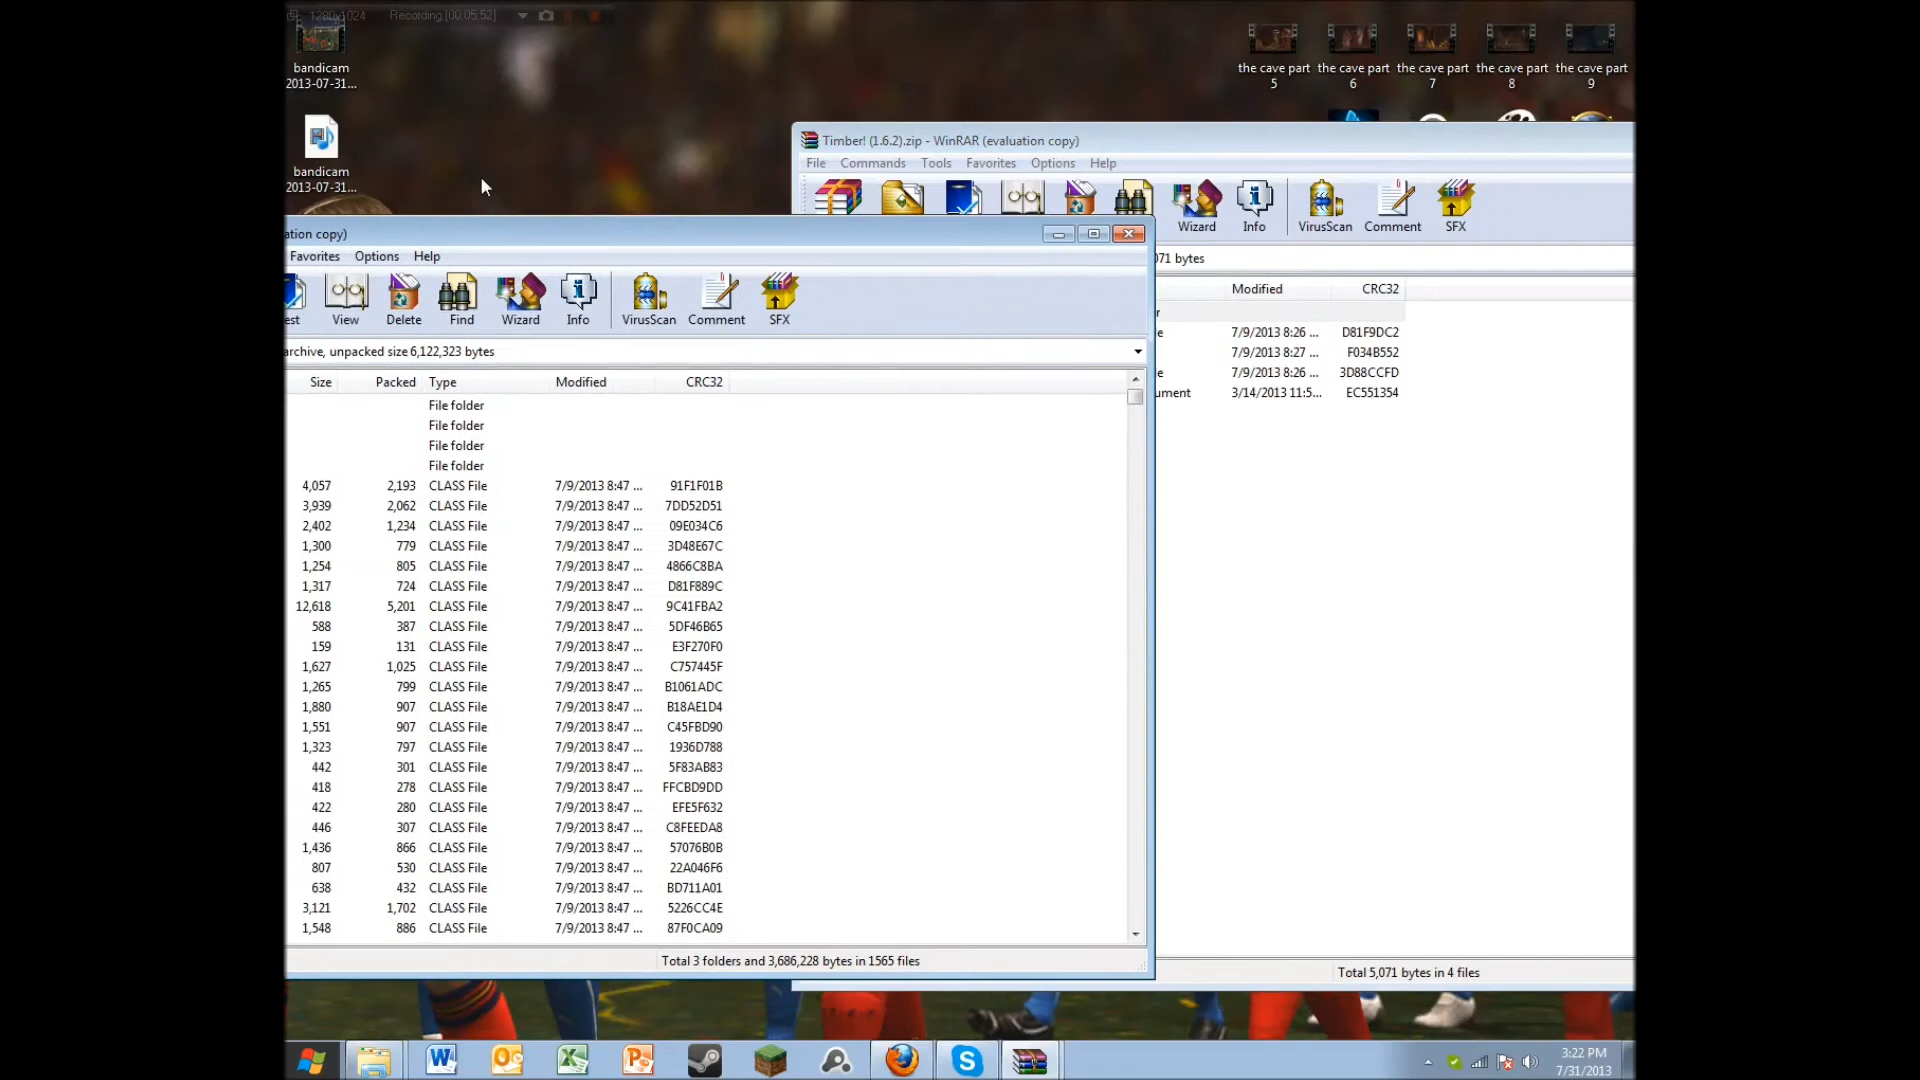 1280x1024 Recording [00:05:52]
bandicam
2013-07-31...
bandicam
2013-07-31...
the cave part
5
the cave part
6
the cave part
7
the cave part
8
the cave part
9
Timber! (1.6.2).zip - WinRAR (evaluation copy)
File Commands Tools Favorites Options Help
Wizard Info VirusScan Comment SFX
071 bytes
Modified CRC32
r
e 7/9/2013 8:26 ... D81F9DC2
7/9/2013 8:27 ... F034B552
e 7/9/2013 8:26 ... 3D88CCFD
ument 3/14/2013 11:5... EC551354
Total 5,071 bytes in 4 files
ation copy)
Favorites Options Help
est View Delete Find Wizard Info VirusScan Comment SFX
archive, unpacked size 6,122,323 bytes
Size Packed Type Modified CRC32
File folder
File folder
File folder
File folder
4,057 2,193 CLASS File 7/9/2013 8:47 ... 91F1F01B
3,939 2,062 CLASS File 7/9/2013 8:47 ... 7DD52D51
2,402 1,234 CLASS File 7/9/2013 8:47 ... 09E034C6
1,300 779 CLASS File 7/9/2013 8:47 ... 3D48E67C
1,254 805 CLASS File 7/9/2013 8:47 ... 4866C8BA
1,317 724 CLASS File 7/9/2013 8:47 ... D81F889C
12,618 5,201 CLASS File 7/9/2013 8:47 ... 9C41FBA2
588 387 CLASS File 7/9/2013 8:47 ... 5DF46B65
159 131 CLASS File 7/9/2013 8:47 ... E3F270F0
1,627 1,025 CLASS File 7/9/2013 8:47 ... C757445F
1,265 799 CLASS File 7/9/2013 8:47 ... B1061ADC
1,880 907 CLASS File 7/9/2013 8:47 ... B18AE1D4
1,551 907 CLASS File 7/9/2013 8:47 ... C45FBD90
1,323 797 CLASS File 7/9/2013 8:47 ... 1936D788
442 301 CLASS File 7/9/2013 8:47 ... 5F83AB83
418 278 CLASS File 7/9/2013 8:47 ... FFCBD9DD
422 280 CLASS File 7/9/2013 8:47 ... EFE5F632
446 307 CLASS File 7/9/2013 8:47 ... C8FEEDA8
1,436 866 CLASS File 7/9/2013 8:47 ... 57076B0B
807 530 CLASS File 7/9/2013 8:47 ... 22A046F6
638 432 CLASS File 7/9/2013 8:47 ... BD711A01
3,121 1,702 CLASS File 7/9/2013 8:47 ... 5226CC4E
1,548 886 CLASS File 7/9/2013 8:47 ... 87F0CA09
Total 3 folders and 3,686,228 bytes in 1565 files
3:22 PM
7/31/2013